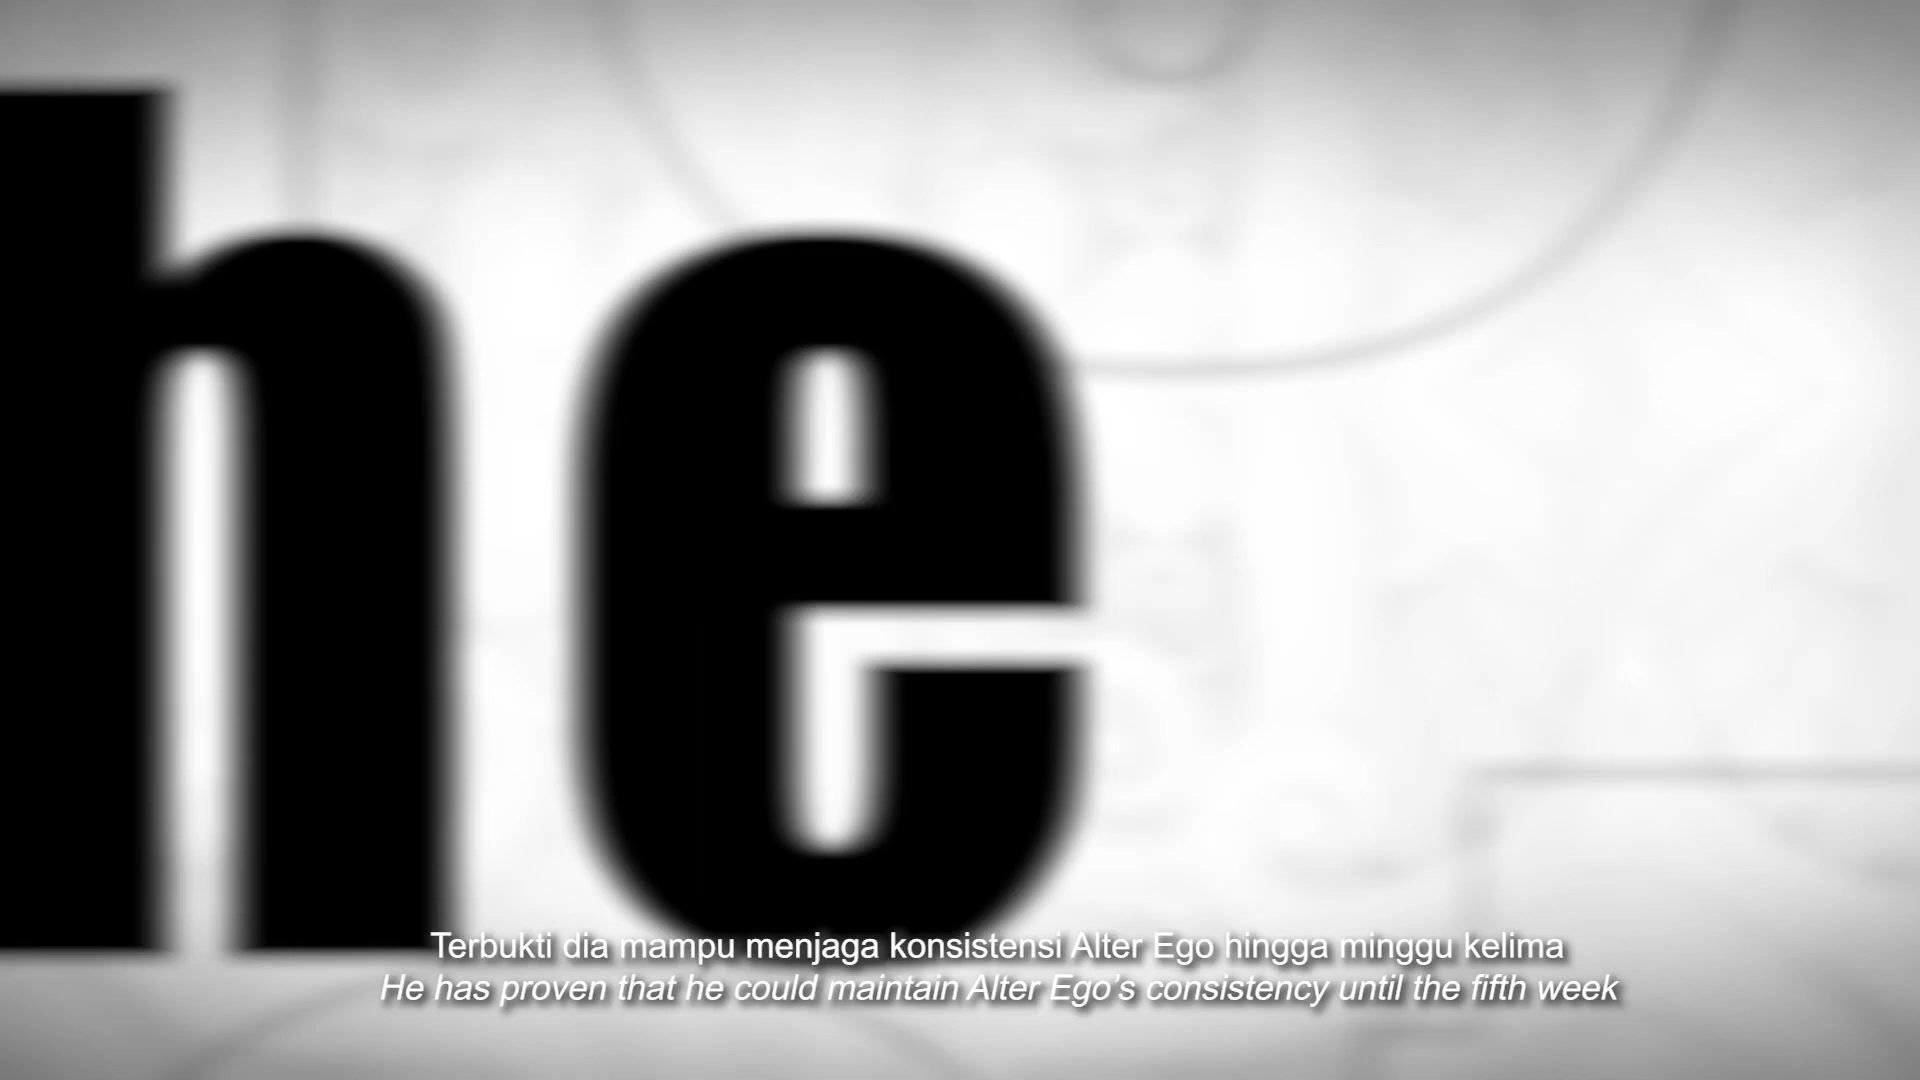 he
Terbukti dia mampu menjaga konsistensi Alter Ego hingga minggu kelima
He has proven that he could maintain Alter Ego's consistency until the fifth week